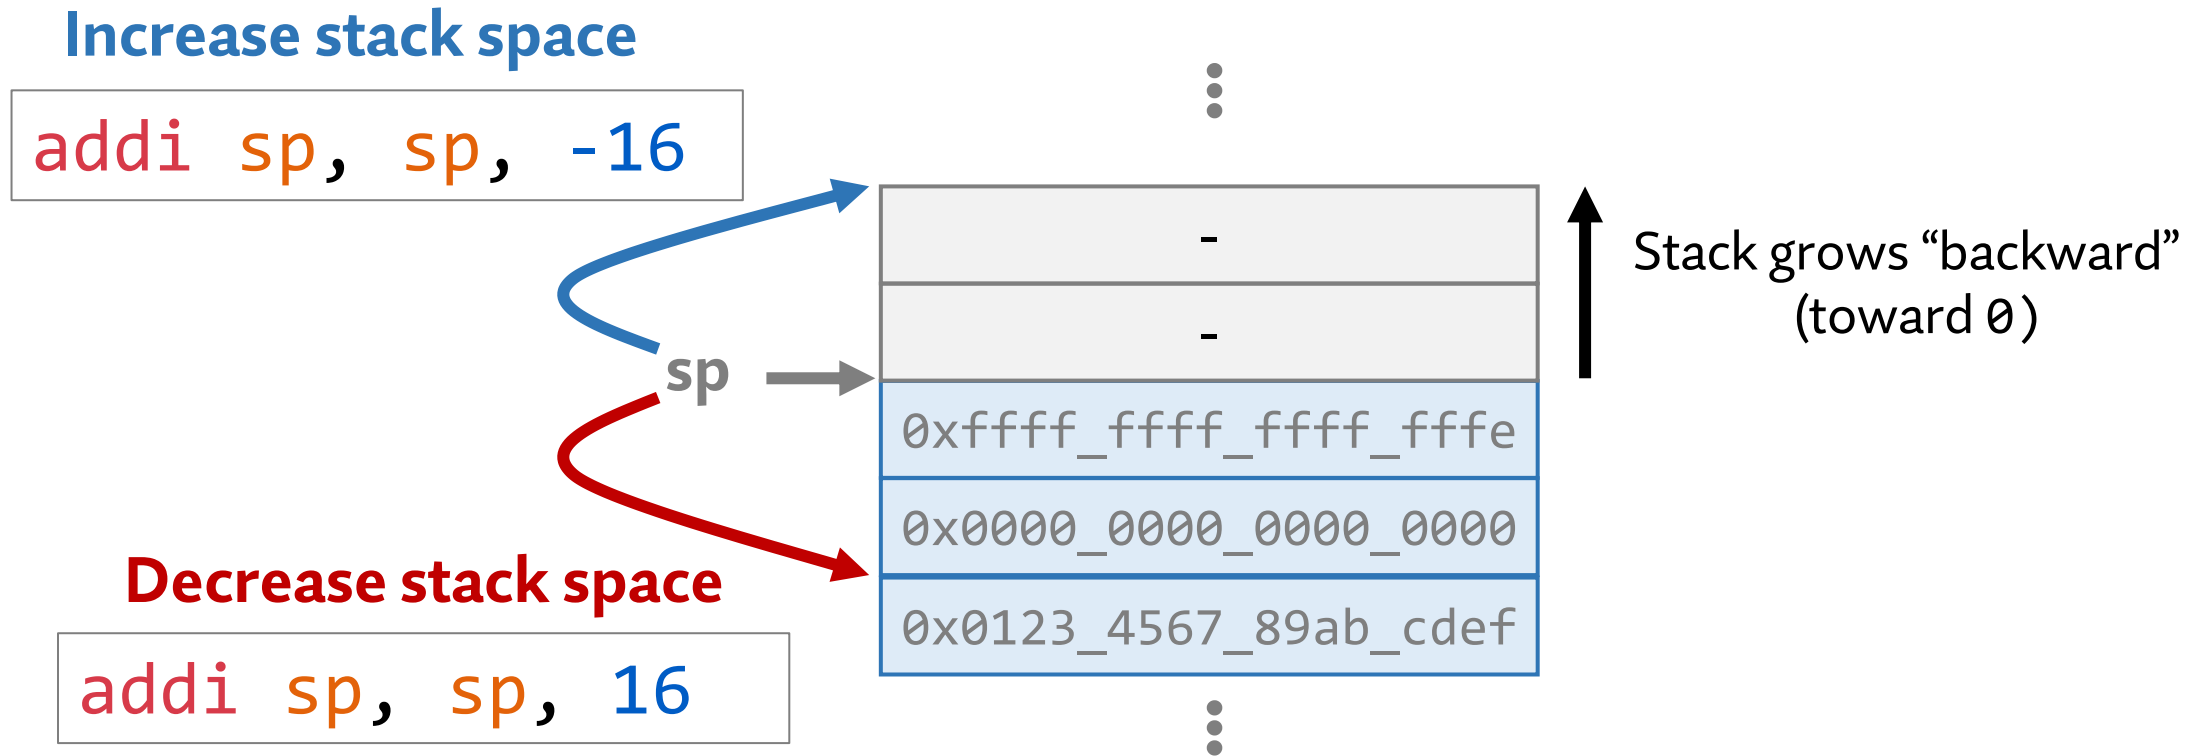 Increase stack space
addi sp, sp, -16
-
-
Stack grows “backward”
(toward 0)
sp
0xffff_ffff_ffff_fffe
0x0000_0000_0000_0000
0x0123_4567_89ab_cdef
Decrease stack space
addi sp, sp, 16